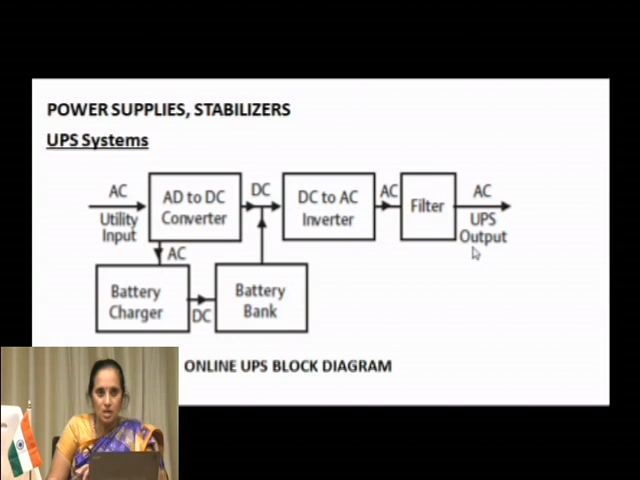 POWER SUPPLIES, STABILIZERS
UPS Systems
AC
Utility
Input
AD to DC
Converter
DC
DC to AC
Inverter
AC
Filter
AC
UPS
Output
AC
Battery
Charger
DC
Battery
Bank
ONLINE UPS BLOCK DIAGRAM